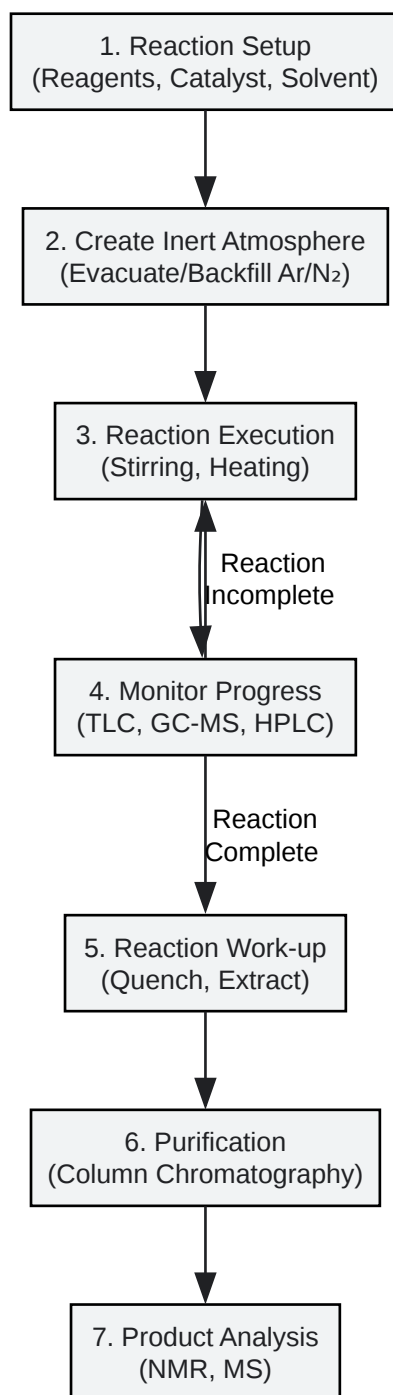 1. Reaction Setup
(Reagents, Catalyst, Solvent)
2. Create Inert Atmosphere
(Evacuate/Backfill Ar/N₂)
3. Reaction Execution
(Stirring, Heating)
Reaction
Incomplete
4. Monitor Progress
(TLC, GC-MS, HPLC)
Reaction
Complete
5. Reaction Work-up
(Quench, Extract)
6. Purification
(Column Chromatography)
7. Product Analysis
(NMR, MS)